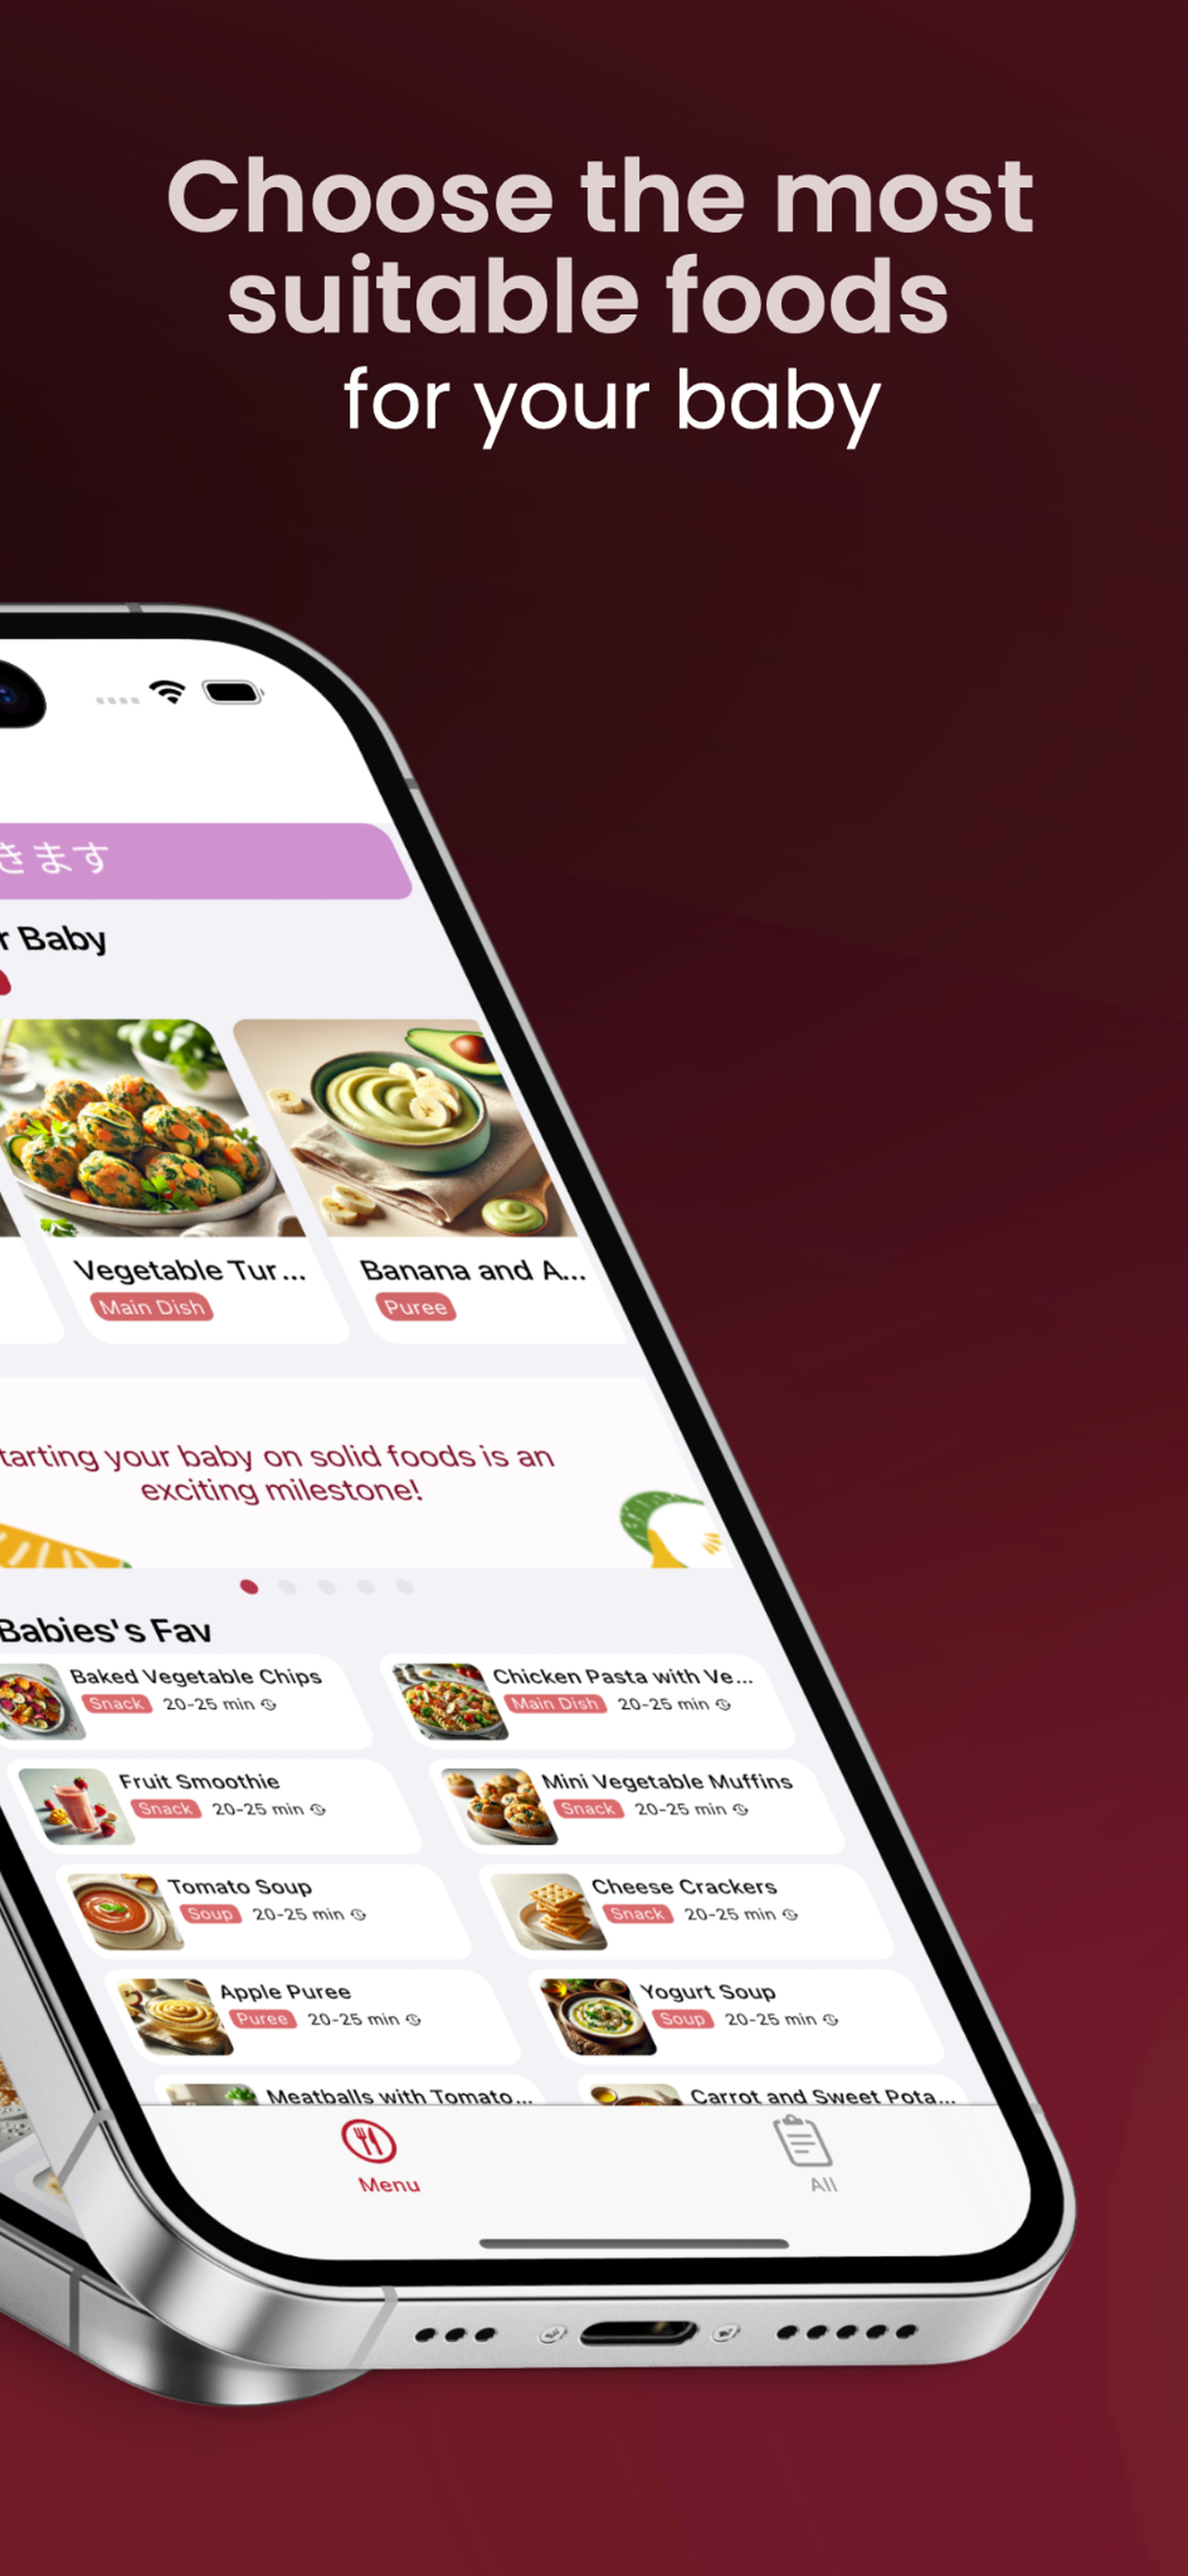 Choose the most
suitable foods
for your baby
きます
r Baby
Vegetable Tur...
Main Dish
Banana and A...
Puree
tarting your baby on solid foods is an
exciting milestone!
Babies's Fav
Baked Vegetable Chips
Snack 20-25 min
Chicken Pasta with Ve...
Main Dish 20-25 min
Fruit Smoothie
Snack 20-25 min
Mini Vegetable Muffins
Snack 20-25 min
Tomato Soup
Soup 20-25 min
Cheese Crackers
Snack 20-25 min
Apple Puree
Puree 20-25 min
Yogurt Soup
Soup 20-25 min
Meatballs with Tomato...
Carrot and Sweet Pota...
Menu
All